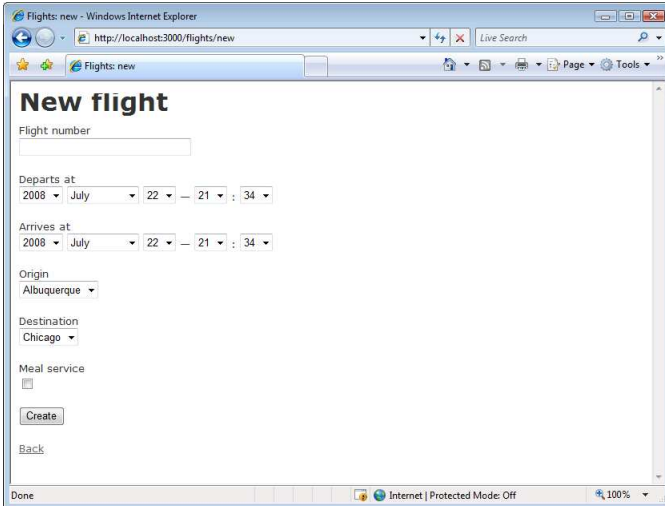 Flights: new - Windows Internet Explorer
http://localhost:3000/flights/new
Live Search
Flights: new
Page Tools »
New flight
Flight number
Departs at
2008 July 22 — 21 : 34
Arrives at
2008 July 22 — 21 : 34
Origin
Albuquerque
Destination
Chicago
Meal service
Create
Back
Done Internet | Protected Mode: Off 100%